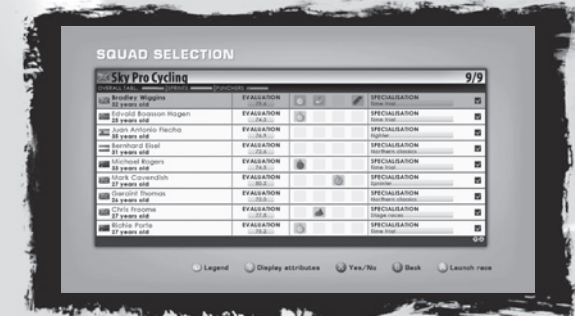 SQUAD SELECTION
Sky Pro Cycling 9/9
OVERALL TABL. SPRINTS PUNCHERS
Bradley Wiggins EVALUATION SPECIALISATION
32 years old Time trial
Edvald Boasson Hagen EVALUATION SPECIALISATION
25 years old Time trial
Juan Antonio Flecha EVALUATION SPECIALISATION
35 years old Fighter
Bernhard Eisel EVALUATION SPECIALISATION
31 years old Northern classics
Michael Rogers EVALUATION SPECIALISATION
33 years old Time trial
Mark Cavendish EVALUATION SPECIALISATION
27 years old Sprinter
Geraint Thomas EVALUATION SPECIALISATION
26 years old Northern classics
Chris Froome EVALUATION SPECIALISATION
27 years old Stage races
Richie Porte EVALUATION SPECIALISATION
27 years old Time trial
Legend Display attributes Yes/No Back Launch race